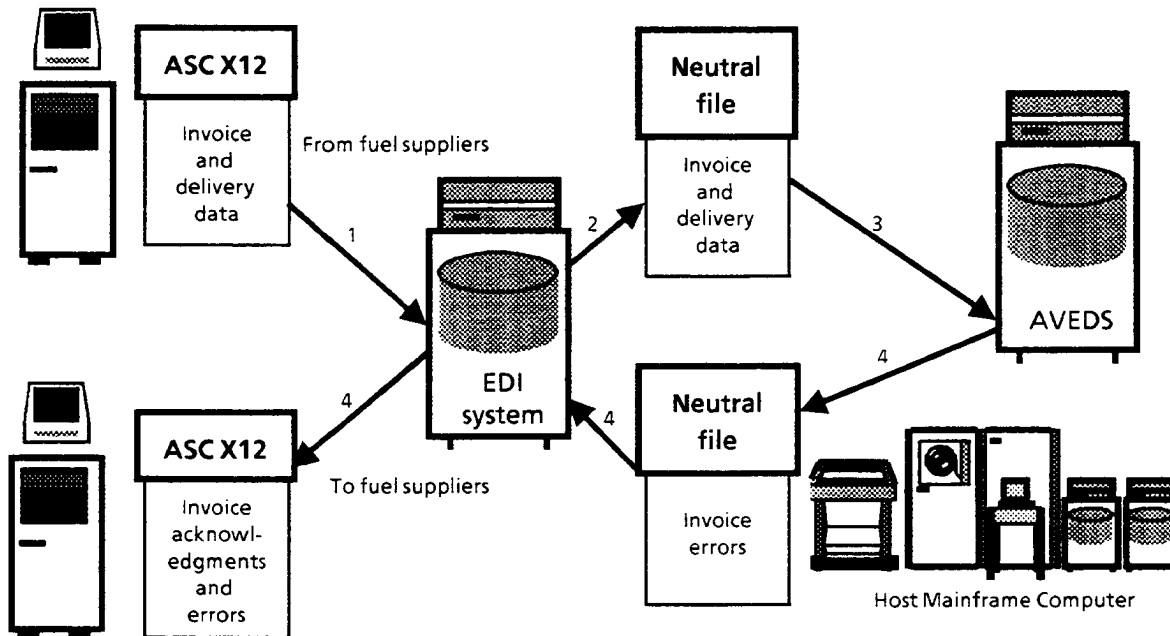 ASC X12
Invoice
and
delivery
data
From fuel suppliers
1
EDI
system
2
Neutral
file
Invoice
and
delivery
data
3
AVEDS
4
Neutral
file
Invoice
errors
4
4
ASC X12
Invoice
acknowl-
edgments
and
errors
To fuel suppliers
Host Mainframe Computer